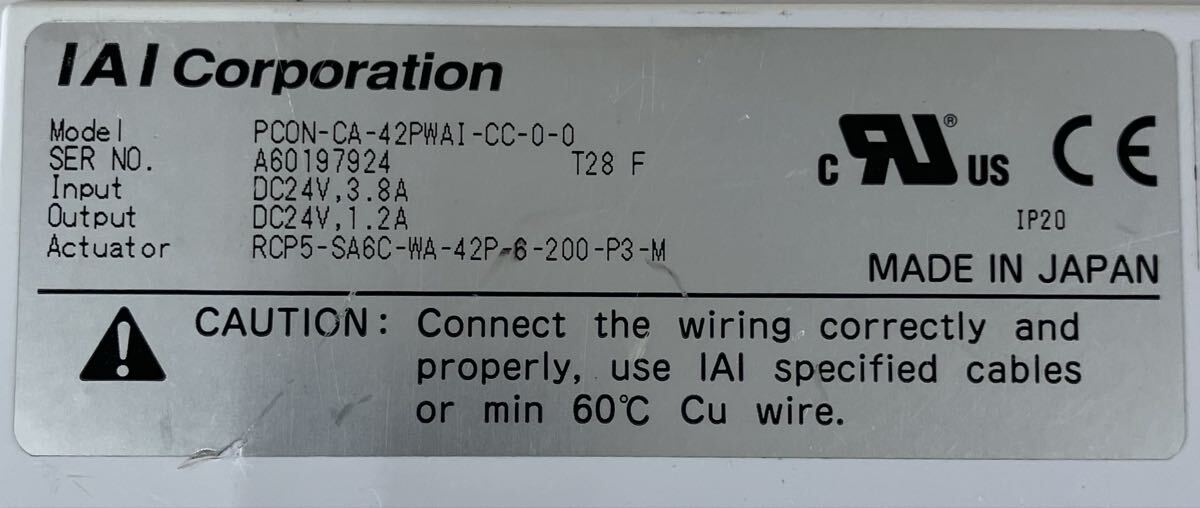 IAI Corporation
Model PCON-CA-42PWAI-CC-0-0
SER NO. A60197924 T28 F
Input DC24V,3.8A
Output DC24V,1.2A
Actuator RCP5-SA6C-WA-42P-6-200-P3-M
c RU ® US CE
IP20
MADE IN JAPAN
CAUTION: Connect the wiring correctly and
properly, use IAI specified cables
or min 60℃ Cu wire.